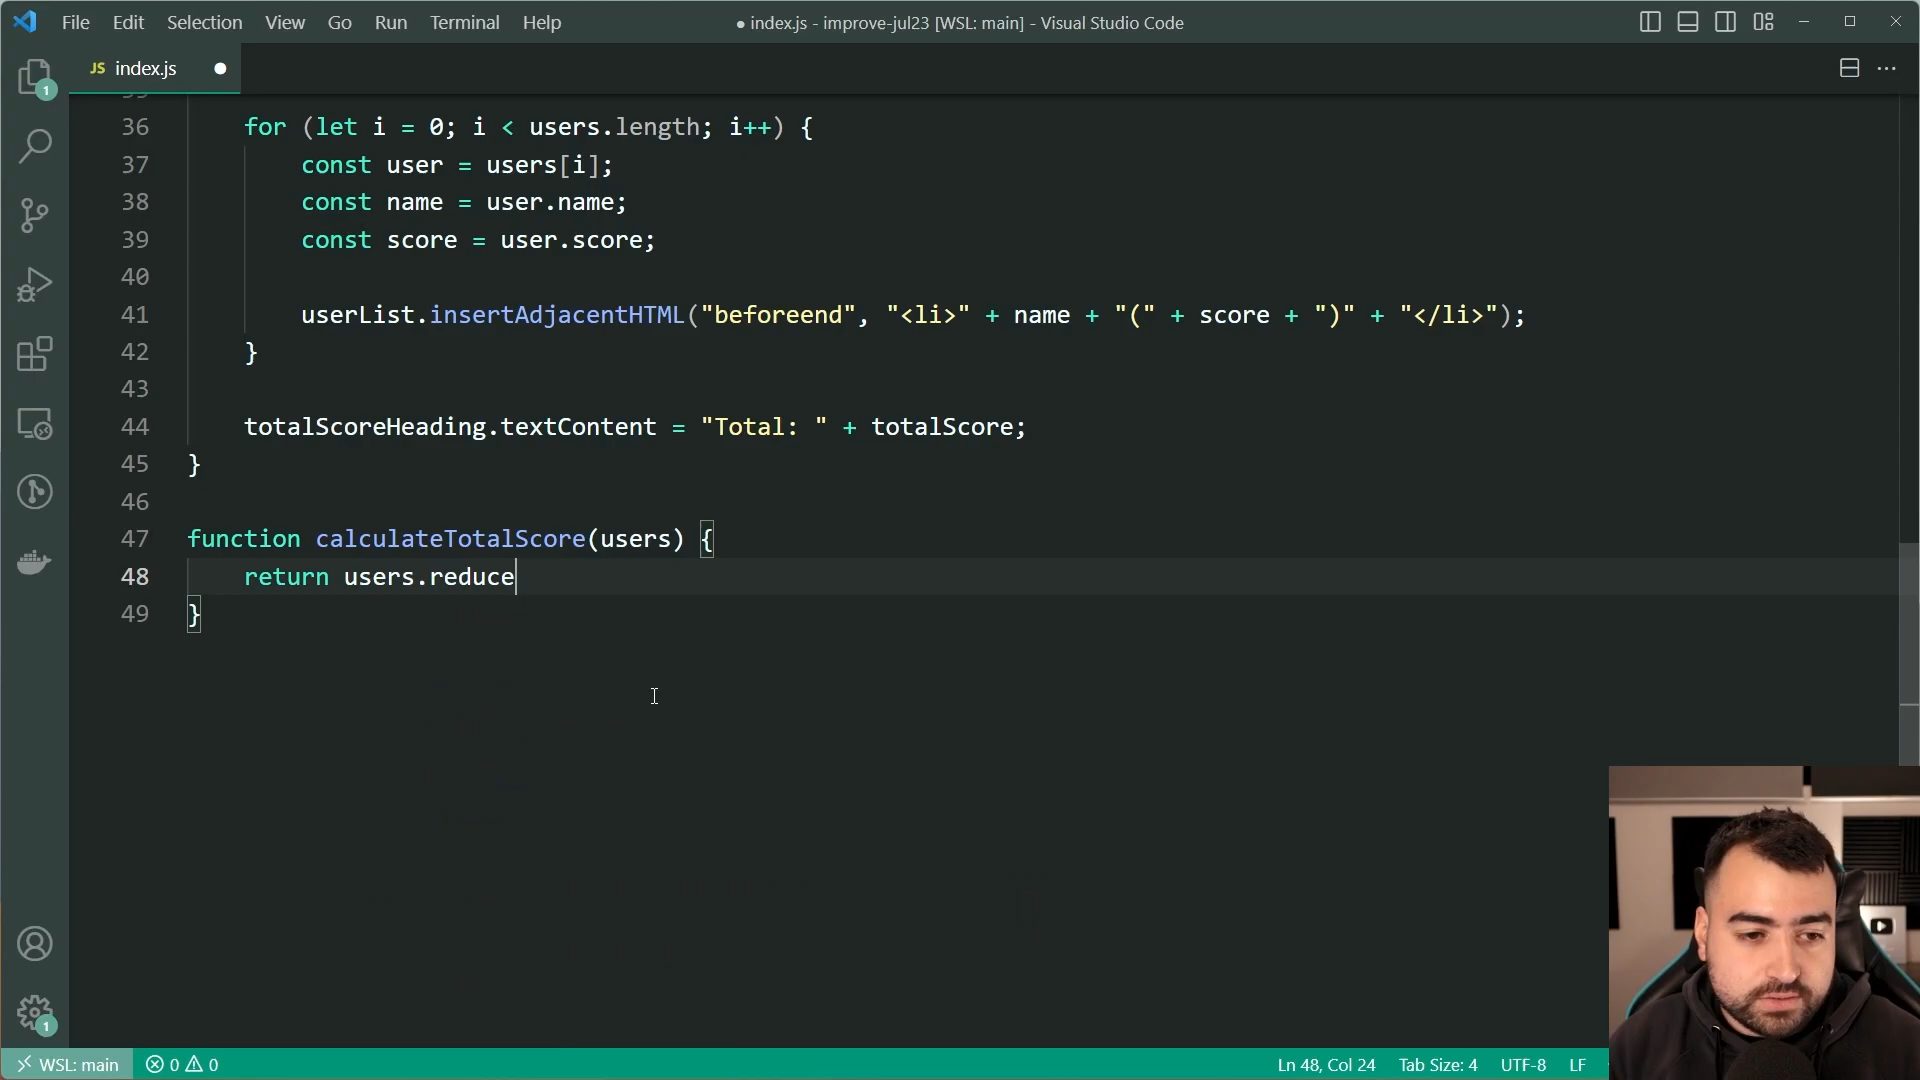 File Edit Selection View Go Run Terminal Help
● index.js - improve-jul23 [WSL: main] - Visual Studio Code
JS index.js ●
36 for (let i = 0; i < users.length; i++) {
37 const user = users[i];
38 const name = user.name;
39 const score = user.score;
40
41 userList.insertAdjacentHTML("beforeend", "<li>" + name + "(" + score + ")" + "</li>");
42 }
43
44 totalScoreHeading.textContent = "Total: " + totalScore;
45 }
46
47 function calculateTotalScore(users) {
48 return users.reduce
49 }
1
1
WSL: main 0 0 Ln 48, Col 24 Tab Size: 4 UTF-8 LF